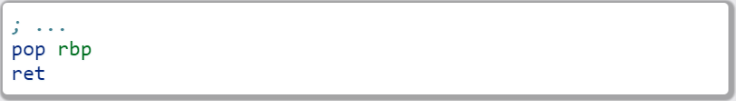 ; ...
pop rbp
ret